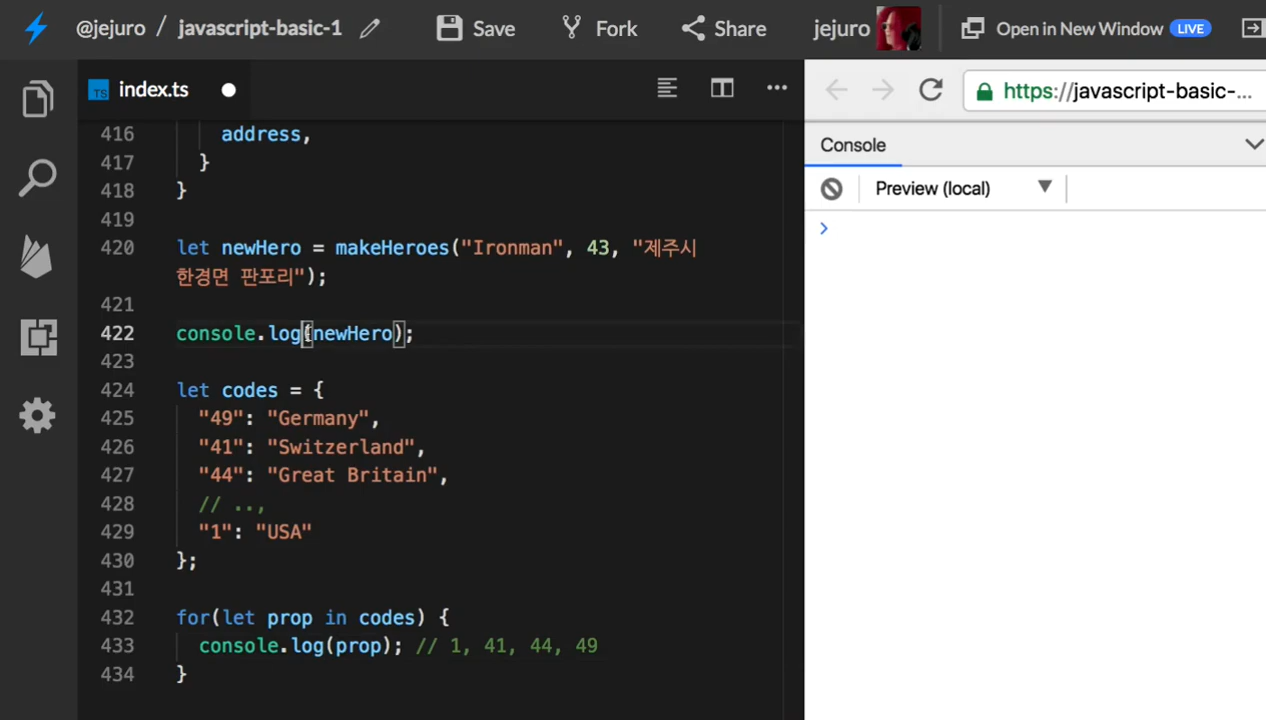 @jejuro / javascript-basic-1 Save Fork Share jejuro Open in New Window LIVE
TS index.ts
https://javascript-basic-...
Console
Preview (local)
416 address,
417 }
418 }
419
420 let newHero = makeHeroes("Ironman", 43, "제주시
한경면 판포리");
421
422 console.log(newHero);
423
424 let codes = {
425 "49": "Germany",
426 "41": "Switzerland",
427 "44": "Great Britain",
428 // ..,
429 "1": "USA"
430 };
431
432 for(let prop in codes) {
433 console.log(prop); // 1, 41, 44, 49
434 }